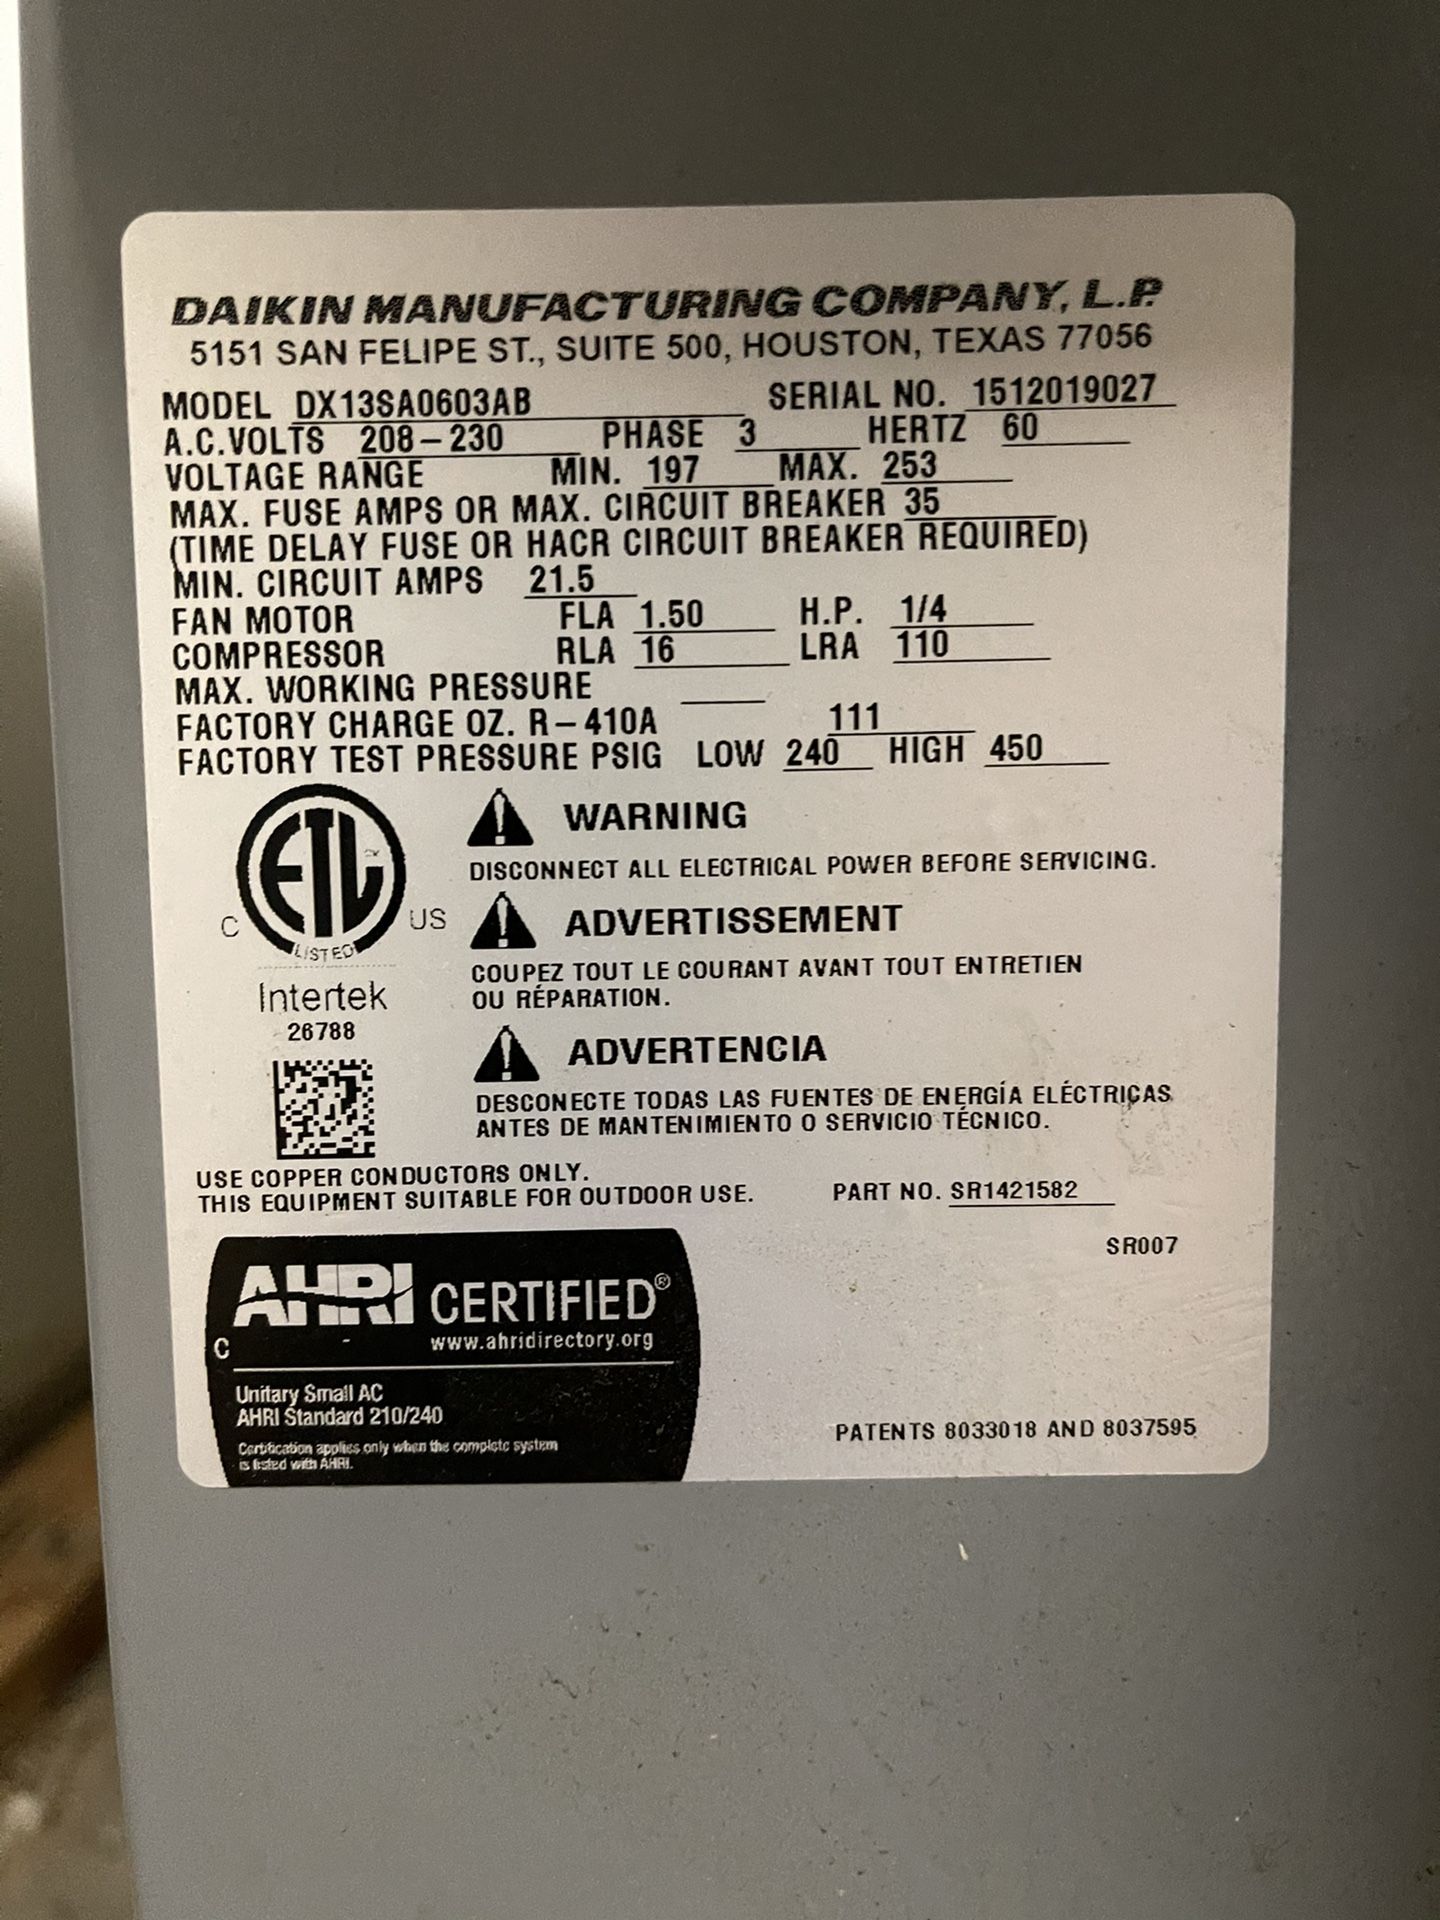 DAIKIN MANUFACTURING COMPANY, L.P.
5151 SAN FELIPE ST., SUITE 500, HOUSTON, TEXAS 77056
MODEL DX13SA0603AB SERIAL NO. 1512019027
A.C.VOLTS 208-230 PHASE 3 HERTZ 60
VOLTAGE RANGE MIN. 197 MAX. 253
MAX. FUSE AMPS OR MAX. CIRCUIT BREAKER 35
(TIME DELAY FUSE OR HACR CIRCUIT BREAKER REQUIRED)
MIN. CIRCUIT AMPS 21.5
FAN MOTOR FLA 1.50 H.P. 1/4
COMPRESSOR RLA 16 LRA 110
MAX. WORKING PRESSURE
FACTORY CHARGE OZ. R-410A 111
FACTORY TEST PRESSURE PSIG LOW 240 HIGH 450
ETL
C US
LISTED
Intertek
26788
WARNING
DISCONNECT ALL ELECTRICAL POWER BEFORE SERVICING.
ADVERTISSEMENT
COUPEZ TOUT LE COURANT AVANT TOUT ENTRETIEN
OU RÉPARATION.
ADVERTENCIA
DESCONECTE TODAS LAS FUENTES DE ENERGÍA ELÉCTRICAS
ANTES DE MANTENIMIENTO O SERVICIO TÉCNICO.
USE COPPER CONDUCTORS ONLY.
THIS EQUIPMENT SUITABLE FOR OUTDOOR USE.
PART NO. SR1421582
SR007
AHRI CERTIFIED®
www.ahridirectory.org
C
Unitary Small AC
AHRI Standard 210/240
Certification applies only when the complete system
is listed with AHRI.
PATENTS 8033018 AND 8037595